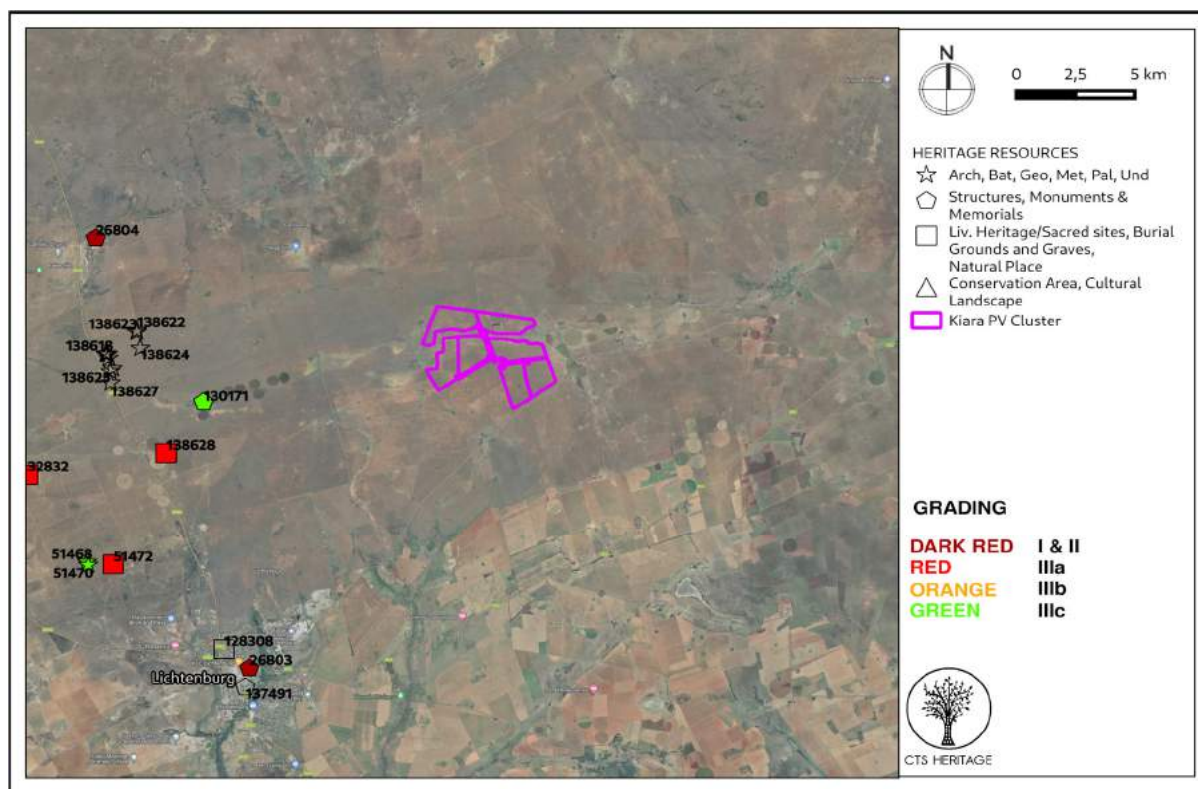 26804
138623
138622
138618
138624
138625
138627
130171
138628
32832
51468
51472
51470
128308
26803
Lichtenburg
137491
N
0 2,5 5 km
HERITAGE RESOURCES
Arch, Bat, Geo, Met, Pal, Und
Structures, Monuments &
Memorials
Liv. Heritage/Sacred sites, Burial
Grounds and Graves,
Natural Place
Conservation Area, Cultural
Landscape
Kiara PV Cluster
GRADING
DARK RED I & II
RED IIIa
ORANGE IIIb
GREEN IIIc
CTS HERITAGE